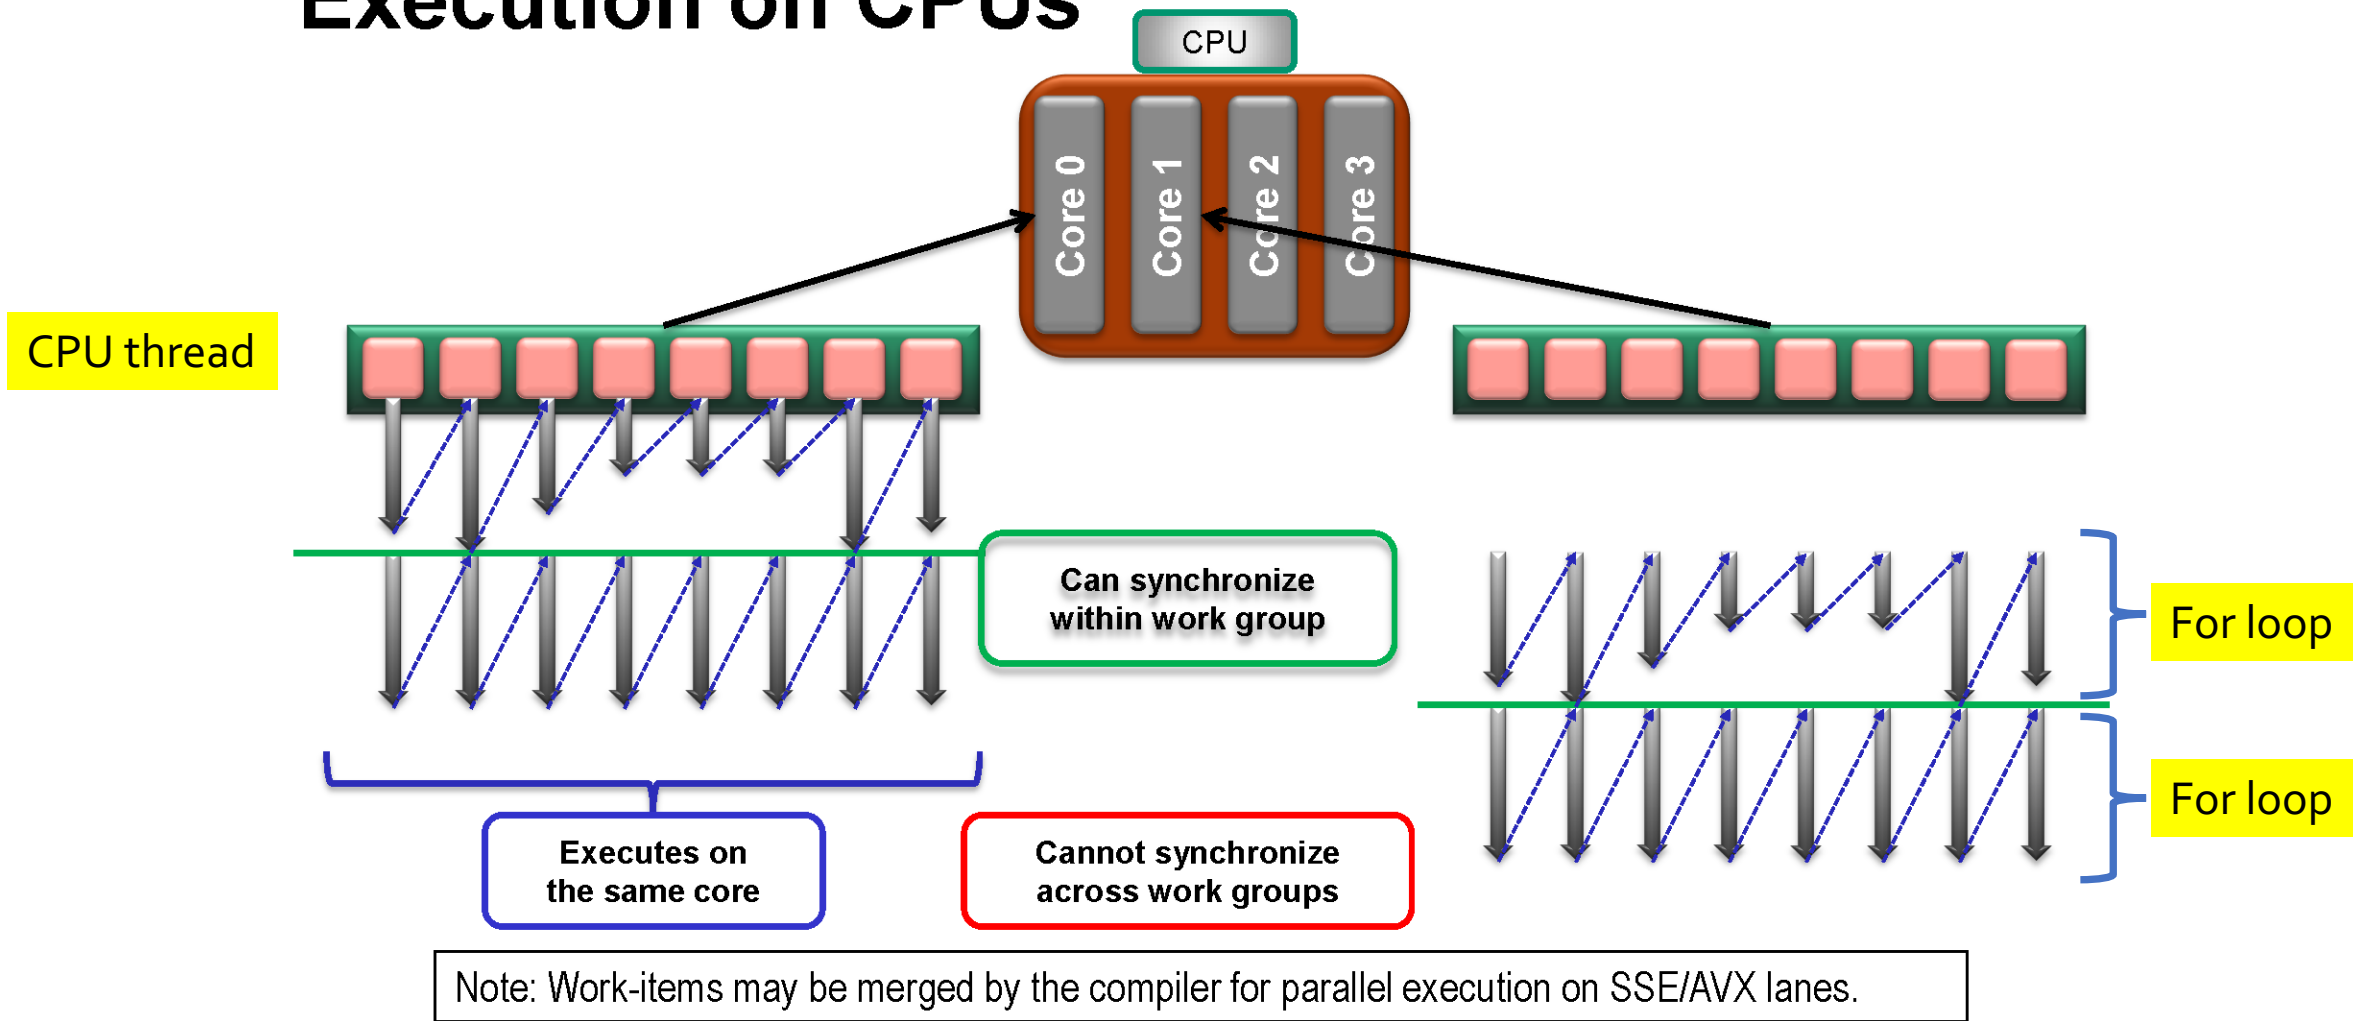 Execution on CPUs
CPU
Core 0
Core 1
Core 2
Core 3
CPU thread
Can synchronize
within work group
For loop
For loop
Executes on
the same core
Cannot synchronize
across work groups
Note: Work-items may be merged by the compiler for parallel execution on SSE/AVX lanes.